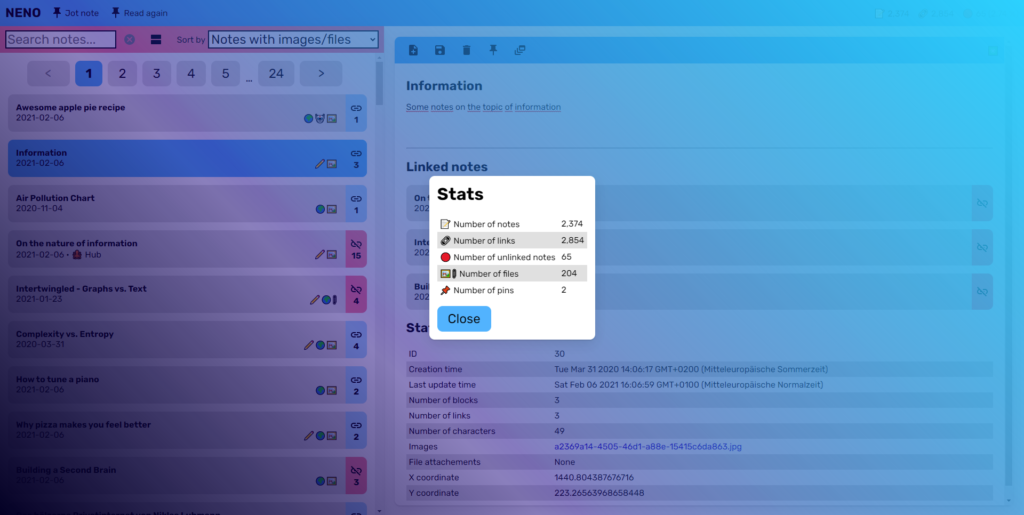 NENO Jot note Read again
Search notes... Sort by Notes with images/files
< 1 2 3 4 5 ... 24 >
Awesome apple pie recipe
2021-02-06
1
Information
2021-02-06
3
Air Pollution Chart
2020-11-04
1
On the nature of information
2021-02-06 • Hub
15
Intertwingled - Graphs vs. Text
2021-01-23
4
Complexity vs. Entropy
2020-03-31
4
How to tune a piano
2021-02-06
2
Why pizza makes you feel better
2021-02-06
2
Building a Second Brain
2021-02-06
3
Information
Some notes on the topic of information
Linked notes
On
202
Inte
202
Buil
202
Stats
Number of notes 2,374
Number of links 2,854
Number of unlinked notes 65
Number of files 204
Number of pins 2
Close
Sta
ID 30
Creation time Tue Mar 31 2020 14:06:17 GMT+0200 (Mitteleuropäische Sommerzeit)
Last update time Sat Feb 06 2021 16:06:59 GMT+0100 (Mitteleuropäische Normalzeit)
Number of blocks 3
Number of links 3
Number of characters 49
Images a2369a14-4505-46d1-a88e-15415c6da863.jpg
File attachements None
X coordinate 1440.804387676716
Y coordinate 223.26563968658448